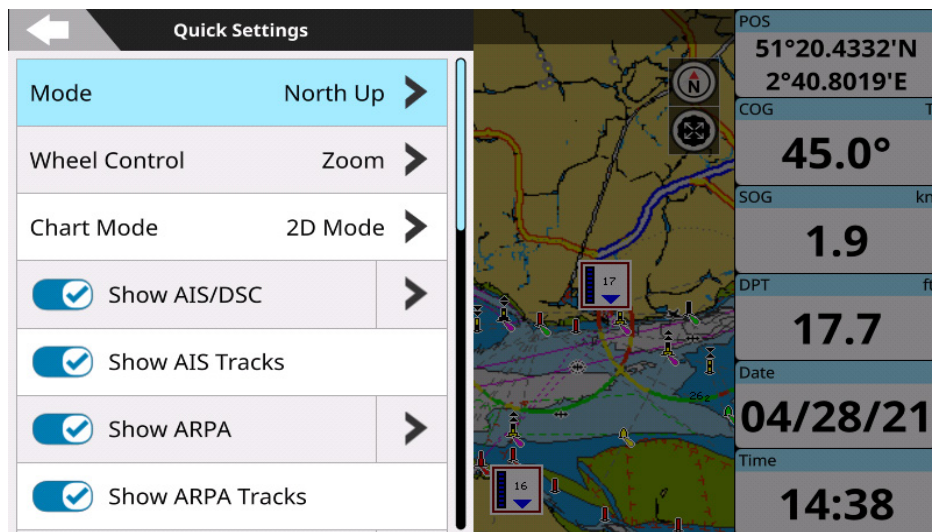 Quick Settings
Mode North Up
Wheel Control Zoom
Chart Mode 2D Mode
Show AIS/DSC
Show AIS Tracks
Show ARPA
Show ARPA Tracks
N
17
26₂
16
POS
51°20.4332'N
2°40.8019'E
COG T
45.0°
SOG kn
1.9
DPT ft
17.7
Date
04/28/21
Time
14:38